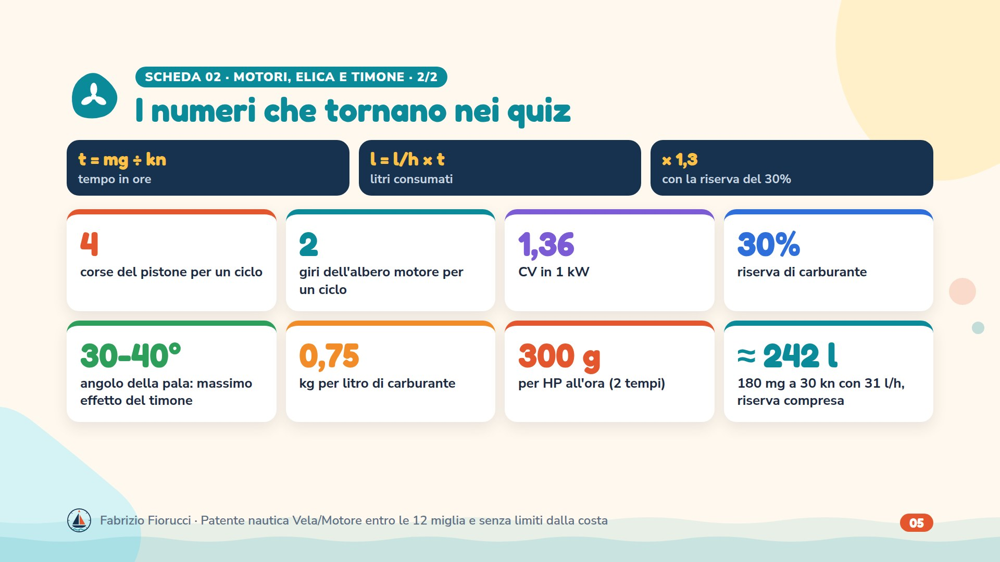 SCHEDA 02 · MOTORI, ELICA E TIMONE · 2/2
I numeri che tornano nei quiz
t = mg ÷ kn
tempo in ore
l = l/h × t
litri consumati
× 1,3
con la riserva del 30%
4
corse del pistone per un ciclo
2
giri dell'albero motore per
un ciclo
1,36
CV in 1 kW
30%
riserva di carburante
30-40°
angolo della pala: massimo
effetto del timone
0,75
kg per litro di carburante
300 g
per HP all'ora (2 tempi)
≈ 242 l
180 mg a 30 kn con 31 l/h,
riserva compresa
Fabrizio Fiorucci · Patente nautica Vela/Motore entro le 12 miglia e senza limiti dalla costa
05